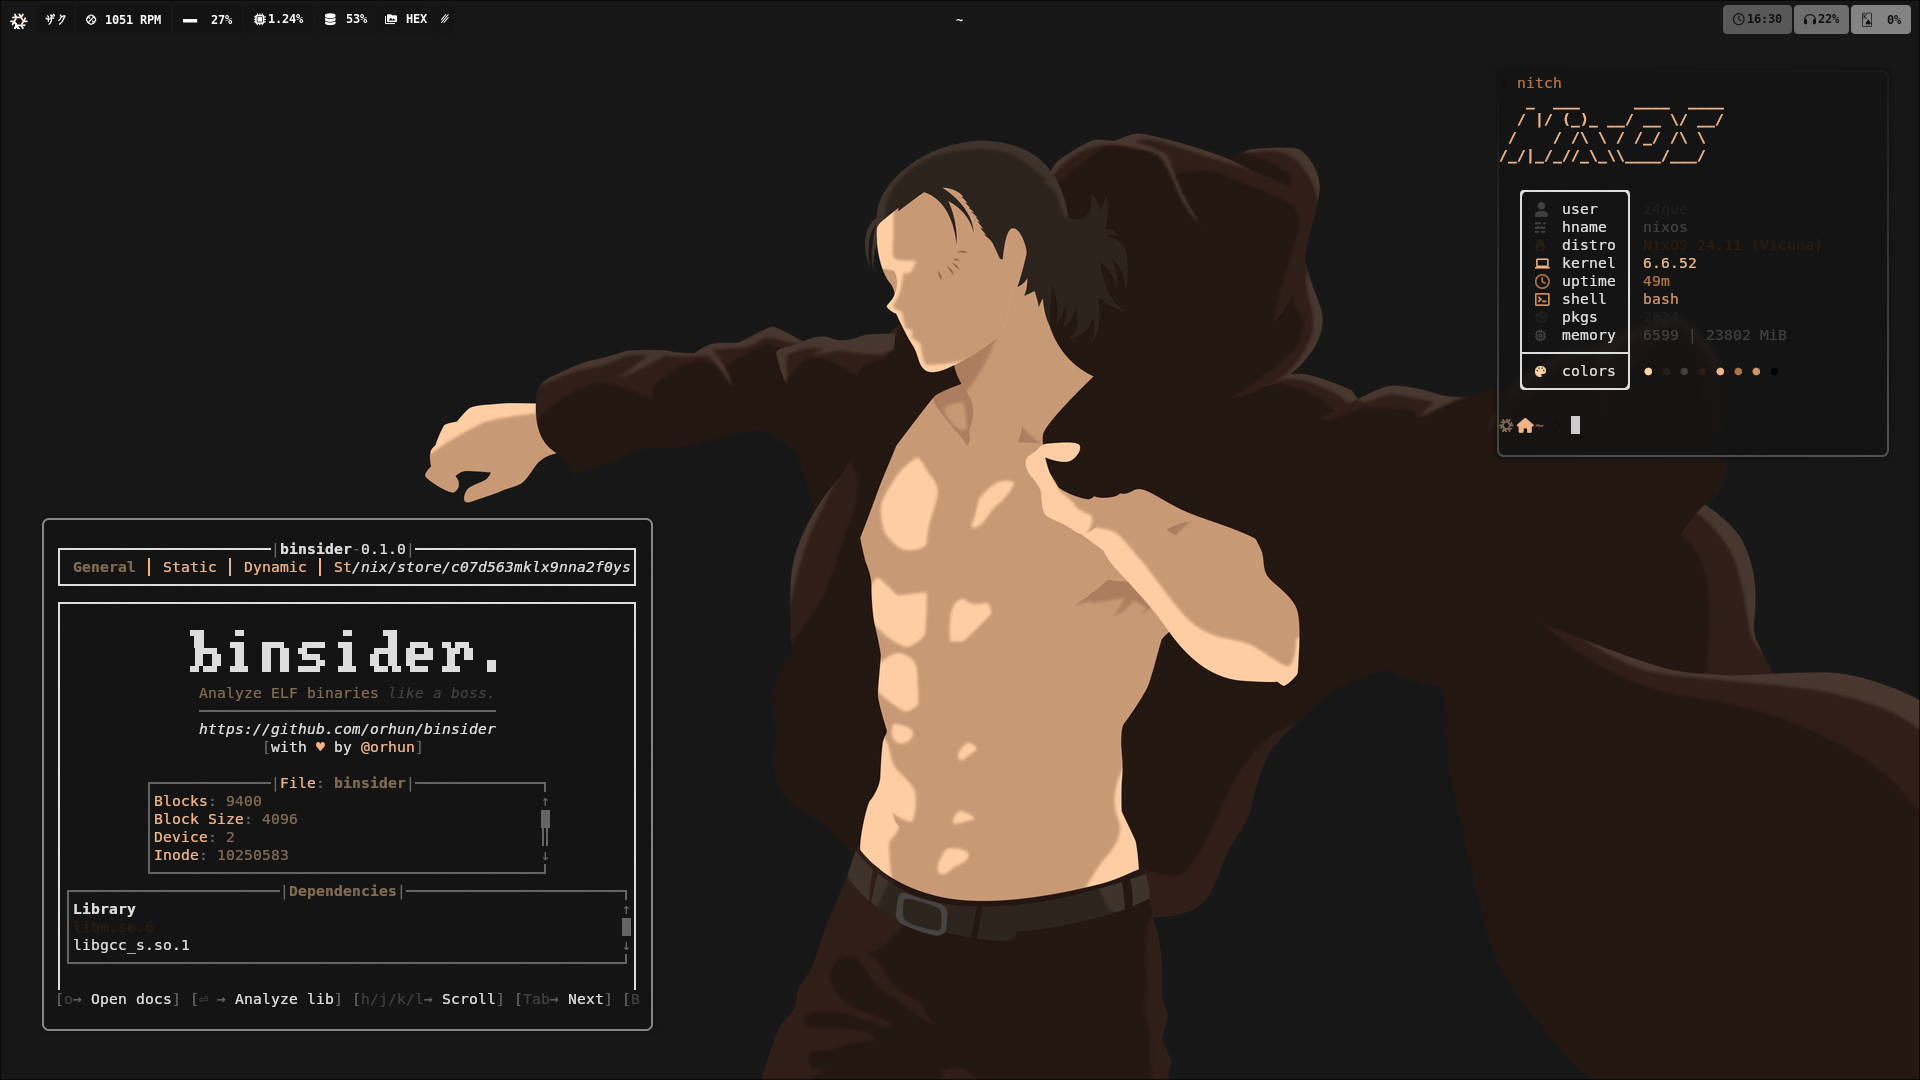 ザク 1051 RPM 27% 1.24% 53% HEX
~
16:30 22% 0%
nitch
user z4que
hname nixos
distro NixOS 24.11 (Vicuna)
kernel 6.6.52
uptime 49m
shell bash
pkgs 2624
memory 6599 | 23802 MiB
colors
~
|binsider-0.1.0|
General | Static | Dynamic | St/nix/store/c07d563mklx9nna2f0ys
binsider.
Analyze ELF binaries like a boss.
https://github.com/orhun/binsider
[with ♥ by @orhun]
|File: binsider|
Blocks: 9400
Block Size: 4096
Device: 2
Inode: 10250583
|Dependencies|
Library
libm.so.6
libgcc_s.so.1
[o→ Open docs] [⏎ → Analyze lib] [h/j/k/l→ Scroll] [Tab→ Next] [B